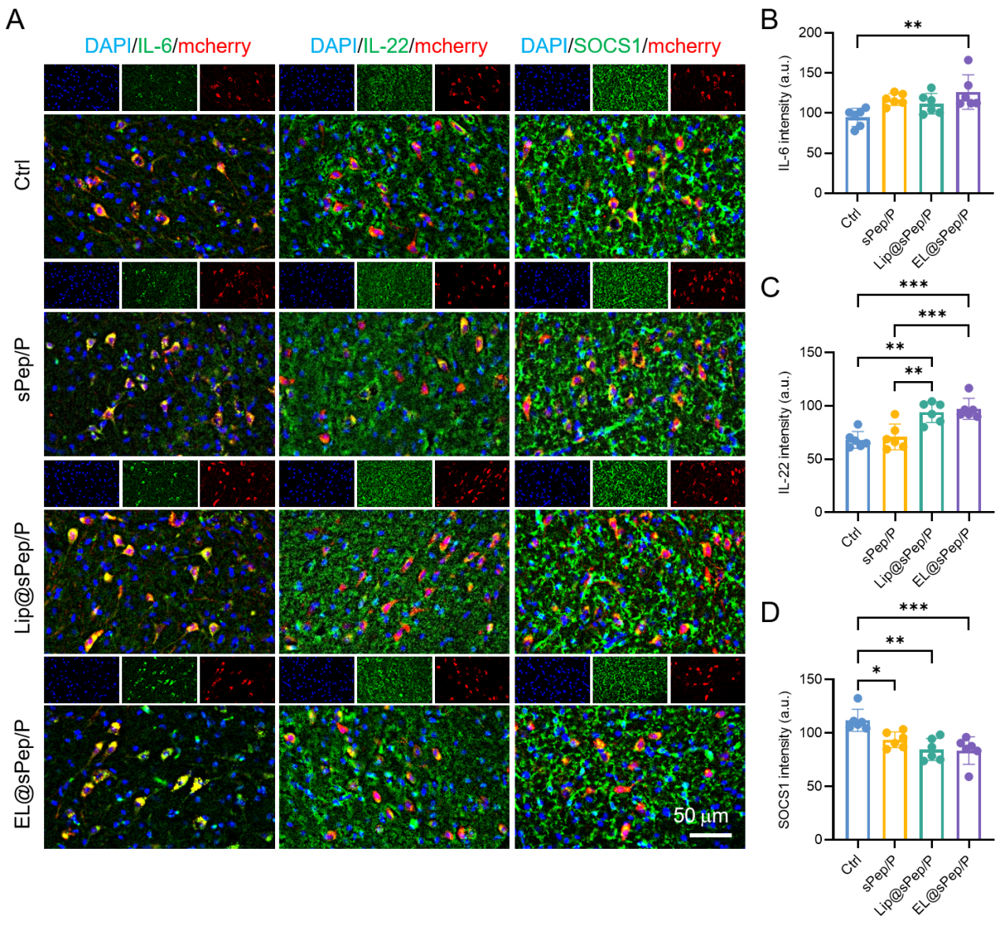 A
DAPI/IL-6/mcherry
DAPI/IL-22/mcherry
DAPI/SOCS1/mcherry
Ctrl
sPep/P
Lip@sPep/P
EL@sPep/P
50 μm
B
**
200
150
100
50
0
IL-6 intensity (a.u.)
Ctrl
sPep/P
Lip@sPep/P
EL@sPep/P
C
***
***
**
**
150
100
50
0
IL-22 intensity (a.u.)
Ctrl
sPep/P
Lip@sPep/P
EL@sPep/P
D
***
**
*
150
100
50
0
SOCS1 intensity (a.u.)
Ctrl
sPep/P
Lip@sPep/P
EL@sPep/P